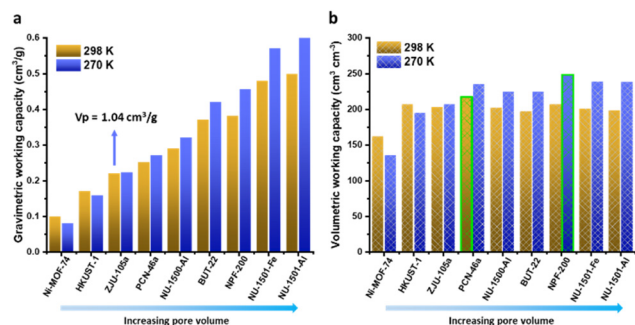 a
Gravimetric working capacity (cm³/g)
0.6
0.5
0.4
0.3
0.2
0.1
0.0
298 K
270 K
Vp = 1.04 cm³/g
Ni-MOF-74
HKUST-1
ZJU-105a
PCN-46a
NU-1500-Al
BUT-22
NPF-200
NU-1501-Fe
NU-1501-Al
Increasing pore volume
b
Volumetric working capacity (cm³ cm⁻³)
300
250
200
150
100
50
0
298 K
270 K
Ni-MOF-74
HKUST-1
ZJU-105a
PCN-46a
NU-1500-Al
BUT-22
NPF-200
NU-1501-Fe
NU-1501-Al
Increasing pore volume